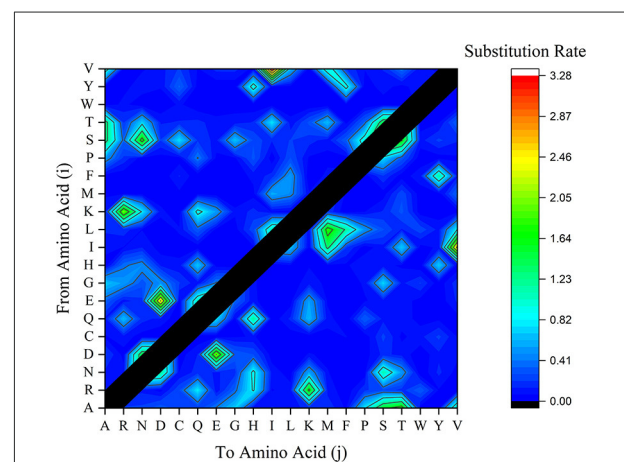 Substitution Rate
V
Y
W
T
S
P
F
M
K
L
I
H
G
E
Q
C
D
N
R
A
From Amino Acid (i)
A R N D C Q E G H I L K M F P S T W Y V
To Amino Acid (j)
3.28
2.87
2.46
2.05
1.64
1.23
0.82
0.41
0.00